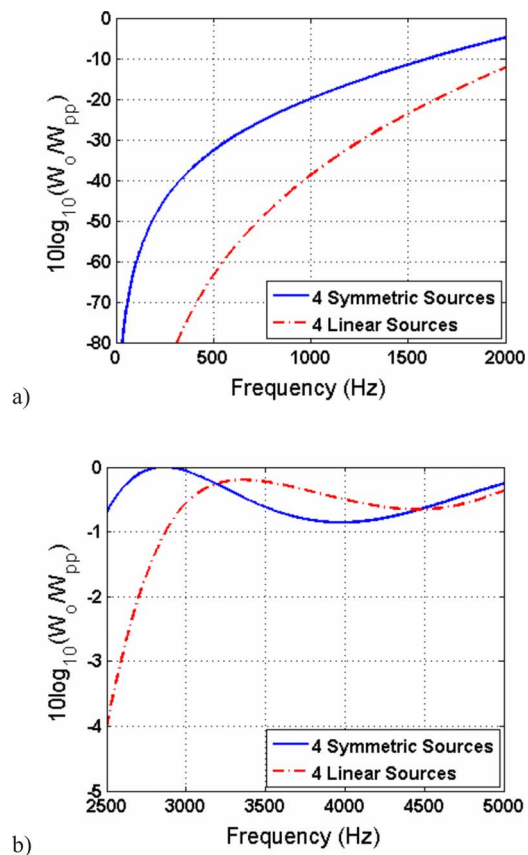 0
-10
-20
-30
-40
-50
-60
-70
-80
10log10(Wo/Wpp)
4 Symmetric Sources
4 Linear Sources
0 500 1000 1500 2000
Frequency (Hz)
a)
0
-1
-2
-3
-4
-5
10log10(Wo/Wpp)
4 Symmetric Sources
4 Linear Sources
2500 3000 3500 4000 4500 5000
Frequency (Hz)
b)